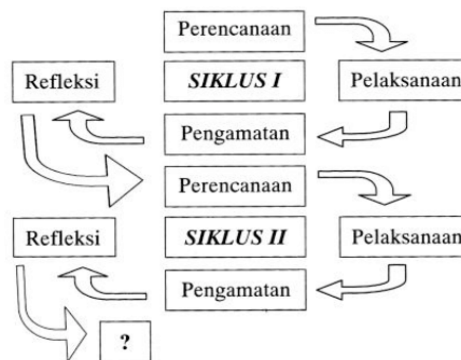 Perencanaan
Refleksi
SIKLUS I
Pelaksanaan
Pengamatan
Perencanaan
Refleksi
SIKLUS II
Pelaksanaan
Pengamatan
?